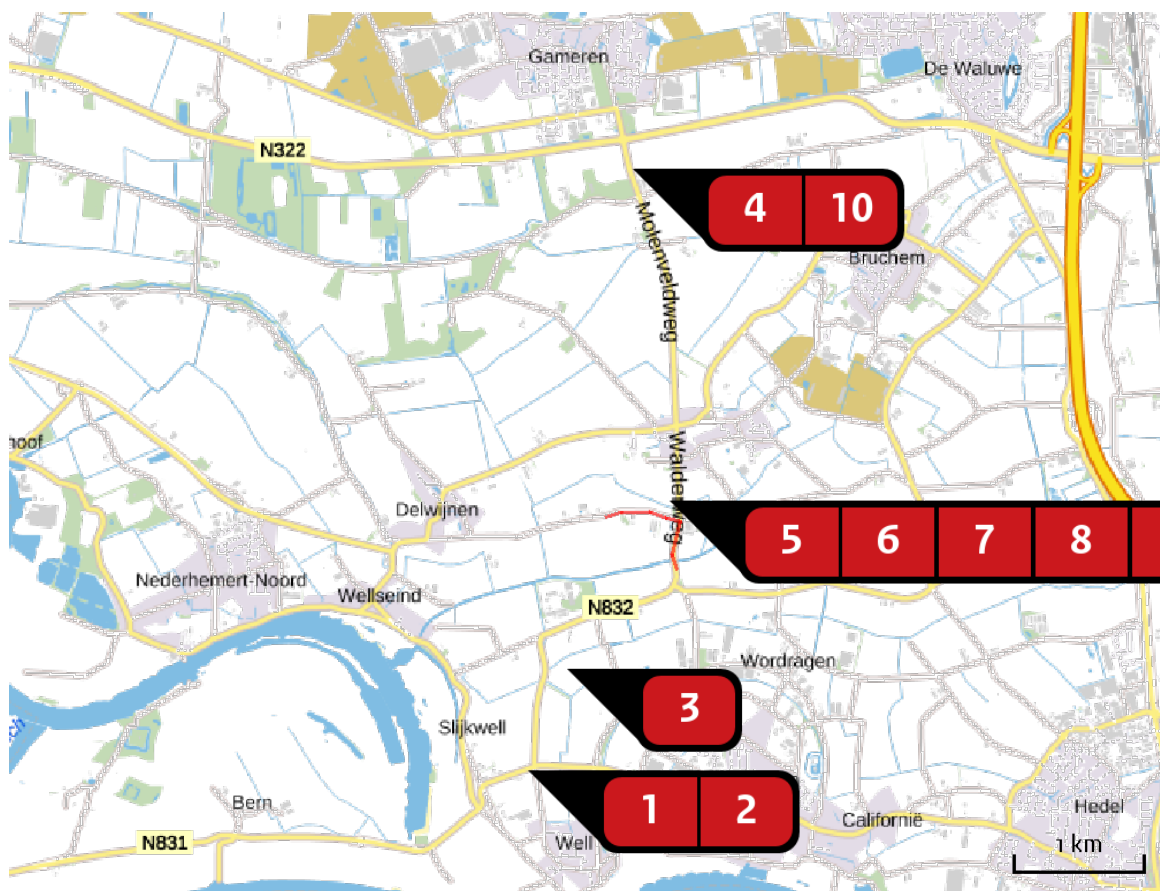 Gameren
De Waluwe
N322
4 10
Molenveldweg
Bruchem
hoof
Walderweg
Delwijnen
5 6 7 8
Nederhemert-Noord
Wellseind
N832
Wordragen
3
Slijkwell
Bern
1 2
Hedel
Californië
N831
Well
1 km